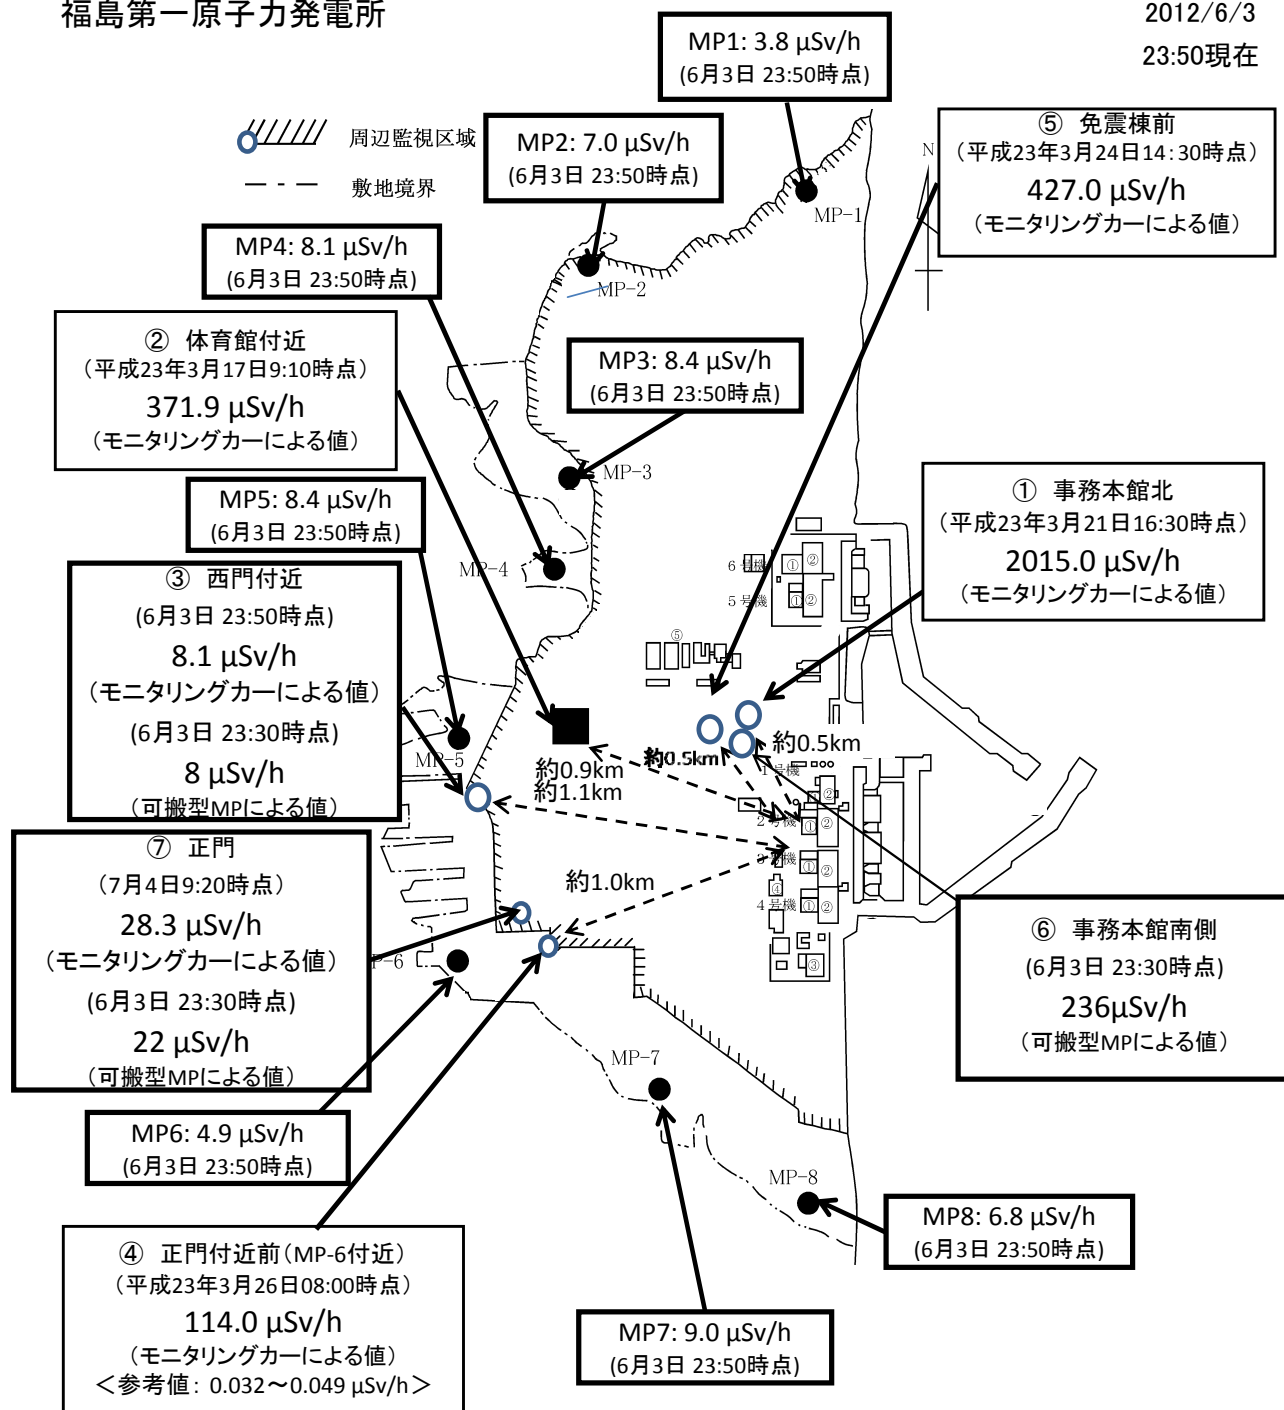 福島第一原子力発電所
2012/6/3
23:50現在
周辺監視区域
敷地境界
N
MP1: 3.8 μSv/h
(6月3日 23:50時点)
MP2: 7.0 μSv/h
(6月3日 23:50時点)
⑤ 免震棟前
(平成23年3月24日14:30時点)
427.0 μSv/h
(モニタリングカーによる値)
MP4: 8.1 μSv/h
(6月3日 23:50時点)
② 体育館付近
(平成23年3月17日9:10時点)
371.9 μSv/h
(モニタリングカーによる値)
MP3: 8.4 μSv/h
(6月3日 23:50時点)
MP5: 8.4 μSv/h
(6月3日 23:50時点)
① 事務本館北
(平成23年3月21日16:30時点)
2015.0 μSv/h
(モニタリングカーによる値)
③ 西門付近
(6月3日 23:50時点)
8.1 μSv/h
(モニタリングカーによる値)
(6月3日 23:30時点)
8 μSv/h
(可搬型MPによる値)
⑦ 正門
(7月4日9:20時点)
28.3 μSv/h
(モニタリングカーによる値)
(6月3日 23:30時点)
22 μSv/h
(可搬型MPによる値)
⑥ 事務本館南側
(6月3日 23:30時点)
236μSv/h
(可搬型MPによる値)
MP6: 4.9 μSv/h
(6月3日 23:50時点)
④ 正門付近前(MP-6付近)
(平成23年3月26日08:00時点)
114.0 μSv/h
(モニタリングカーによる値)
<参考値: 0.032～0.049 μSv/h>
MP7: 9.0 μSv/h
(6月3日 23:50時点)
MP8: 6.8 μSv/h
(6月3日 23:50時点)
MP-1
MP-2
MP-3
MP-4
MP-5
P-6
MP-7
MP-8
6号機 ① ②
5号機 ① ②
⑤
約0.5km
約0.5km
約0.9km
約1.1km
約1.0km
1号機
① ②
2号機 ① ②
3号機 ① ②
④
4号機 ① ②
③